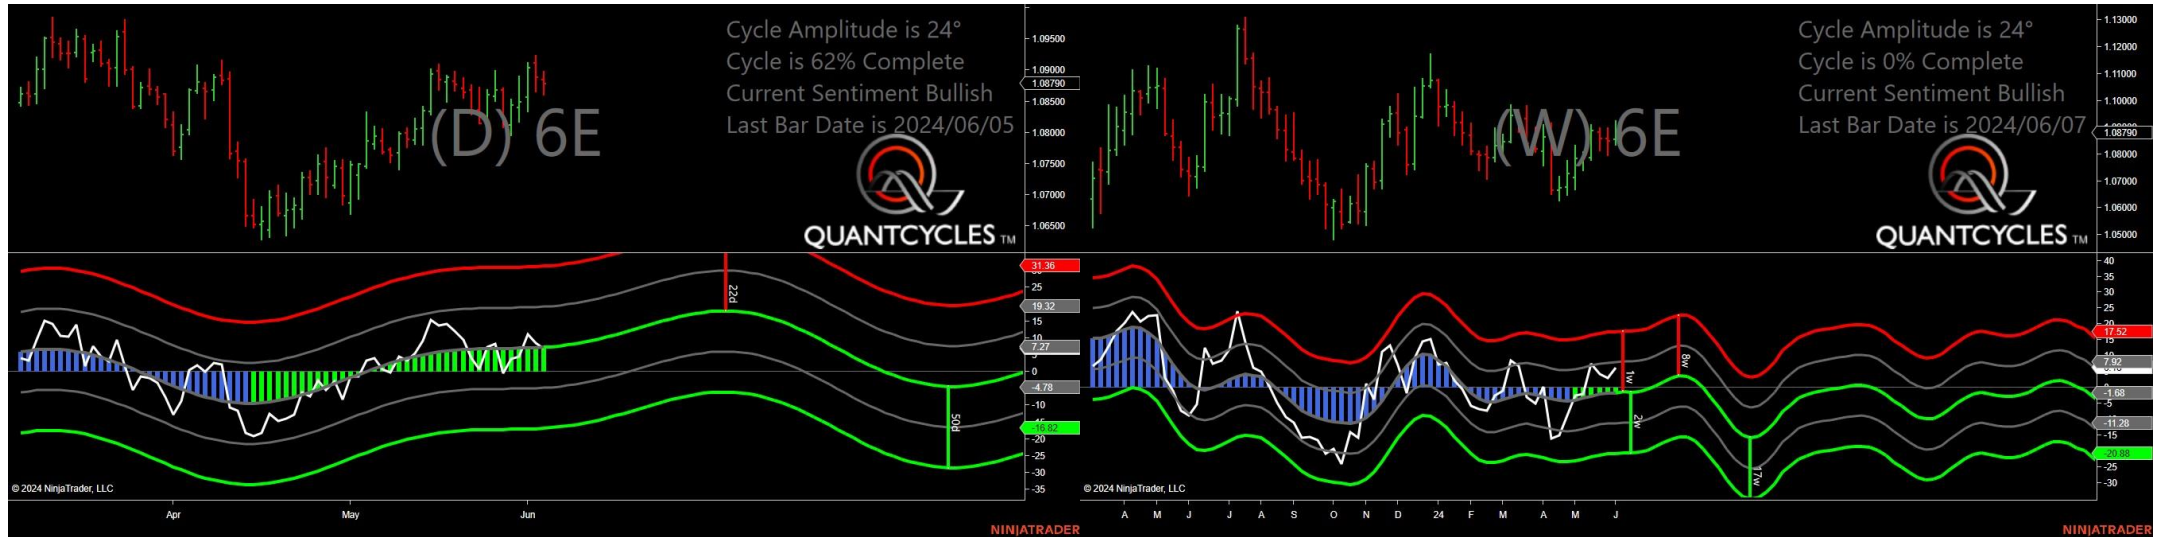 Cycle Amplitude is 24°
Cycle is 62% Complete
Current Sentiment Bullish
Last Bar Date is 2024/06/05
(D) 6E
QUANTCYCLES TM
1.09500
1.09000
1.08790
1.08500
1.08000
1.07500
1.07000
1.06500
22d
50d
31.36
25
19.32
15
10
7.27
0
-4.78
-10
-16.82
-20
-25
-30
-35
© 2024 NinjaTrader, LLC
Apr May Jun
NINJATRADER
Cycle Amplitude is 24°
Cycle is 0% Complete
Current Sentiment Bullish
Last Bar Date is 2024/06/07
(W) 6E
QUANTCYCLES TM
1.13000
1.12000
1.11000
1.10000
1.08790
1.08000
1.07000
1.06000
1.05000
1w
8w
2w
17w
40
35
30
25
17.52
15
7.92
-1.68
-5
-11.28
-15
-20.88
-25
-30
© 2024 NinjaTrader, LLC
A M J J A S O N D 24 F M A M J
NINJATRADER